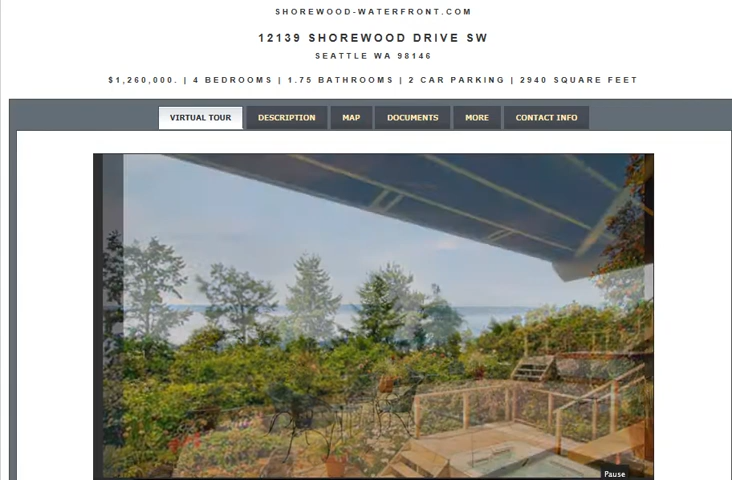 SHOREWOOD-WATERFRONT.COM
12139 SHOREWOOD DRIVE SW
SEATTLE WA 98146
$1,260,000. | 4 BEDROOMS | 1.75 BATHROOMS | 2 CAR PARKING | 2940 SQUARE FEET
VIRTUAL TOUR DESCRIPTION MAP DOCUMENTS MORE CONTACT INFO
Pause